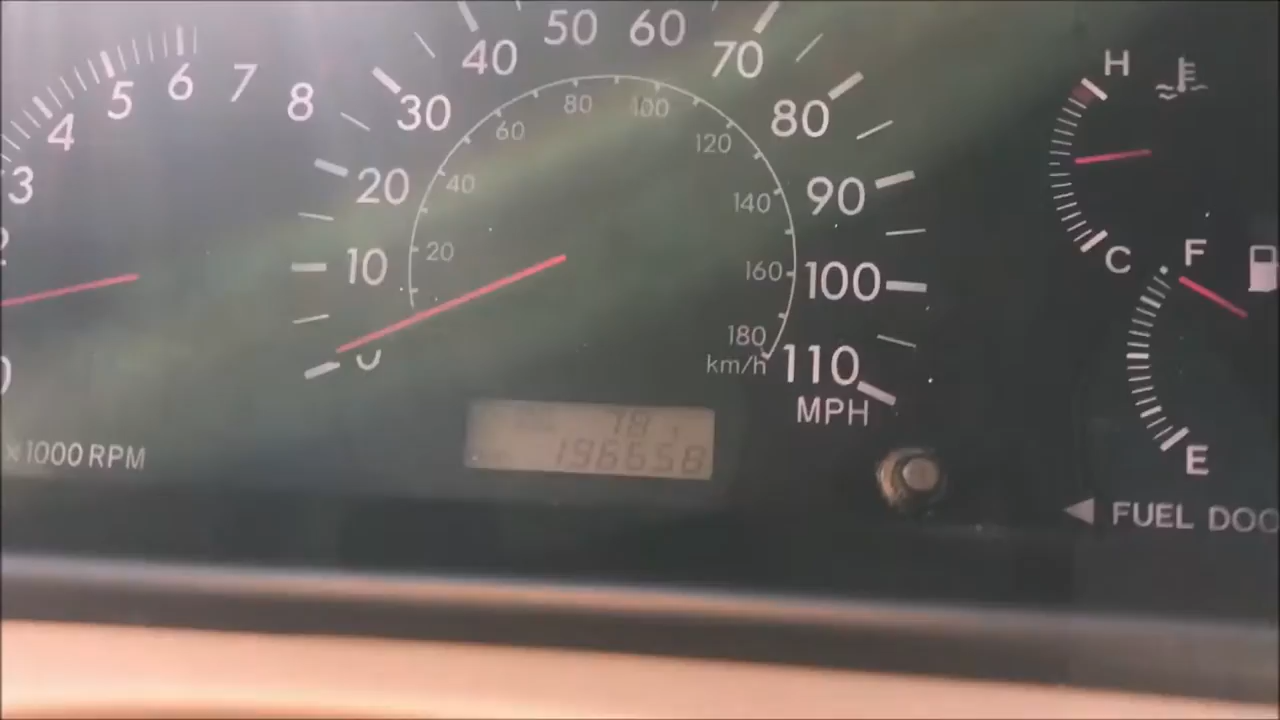 3 4 5 6 7 8
x1000 RPM
10 20 30 40 50 60 70 80 90 100 110
MPH
20 40 60 80 100 120 140 160 180
km/h
78
196658
H
C
F
E
◄ FUEL DOO